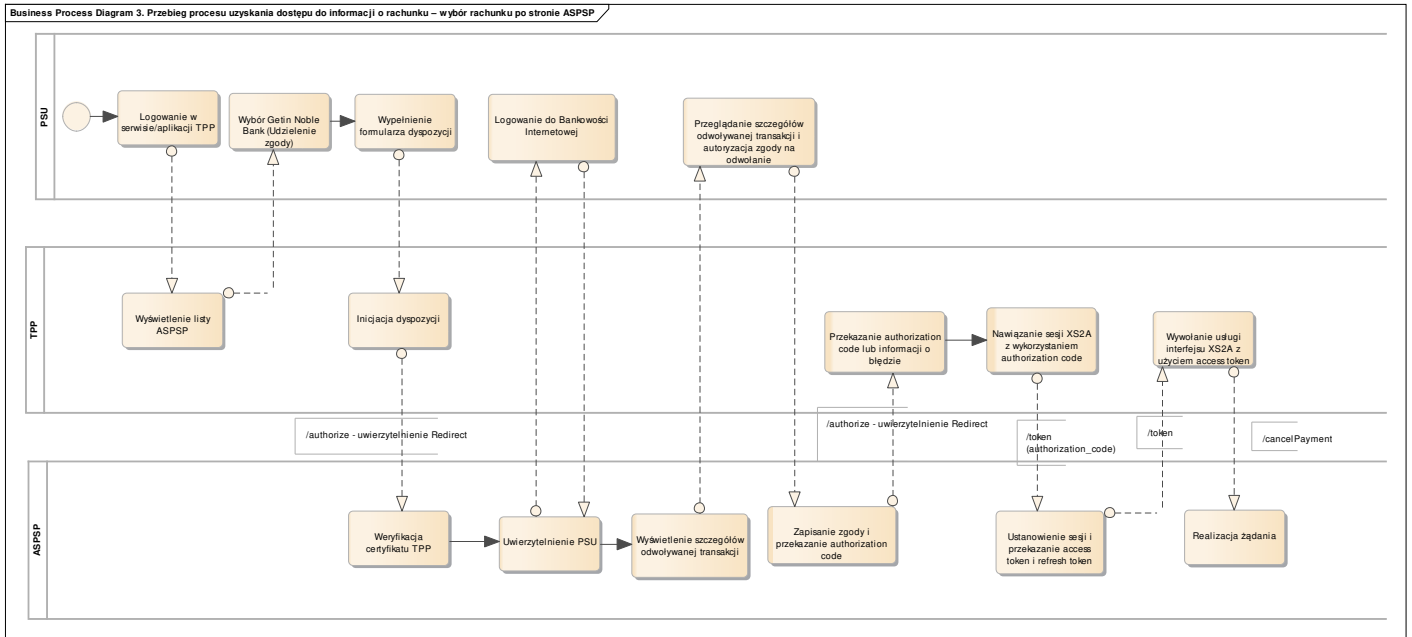 Business Process Diagram 3. Przebieg procesu uzyskania dostępu do informacji o rachunku – wybór rachunku po stronie ASPSP
PSU
Logowanie w
serwisie/aplikacji TPP
Wybór Getin Noble
Bank (Udzielenie
zgody)
Wypełnienie
formularza dyspozycji
Logowanie do Bankowości
Internetowej
Przeglądanie szczegółów
odwoływanej transakcji i
autoryzacja zgody na
odwołanie
TPP
Wyświetlenie listy
ASPSP
Inicjacja dyspozycji
Przekazanie authorization
code lub informacji o
błędzie
Nawiązanie sesji XS2A
z wykorzystaniem
authorization code
Wywołanie usługi
interfejsu XS2A z
użyciem access token
/authorize - uwierzytelnienie Redirect
/authorize - uwierzytelnienie Redirect
/token
(authorization_code)
/token
/cancelPayment
ASPSP
Weryfikacja
certyfikatu TPP
Uwierzytelnienie PSU
Wyświetlenie szczegółów
odwoływanej transakcji
Zapisanie zgody i
przekazanie authorization
code
Ustanowienie sesji i
przekazanie access
token i refresh token
Realizacja żądania